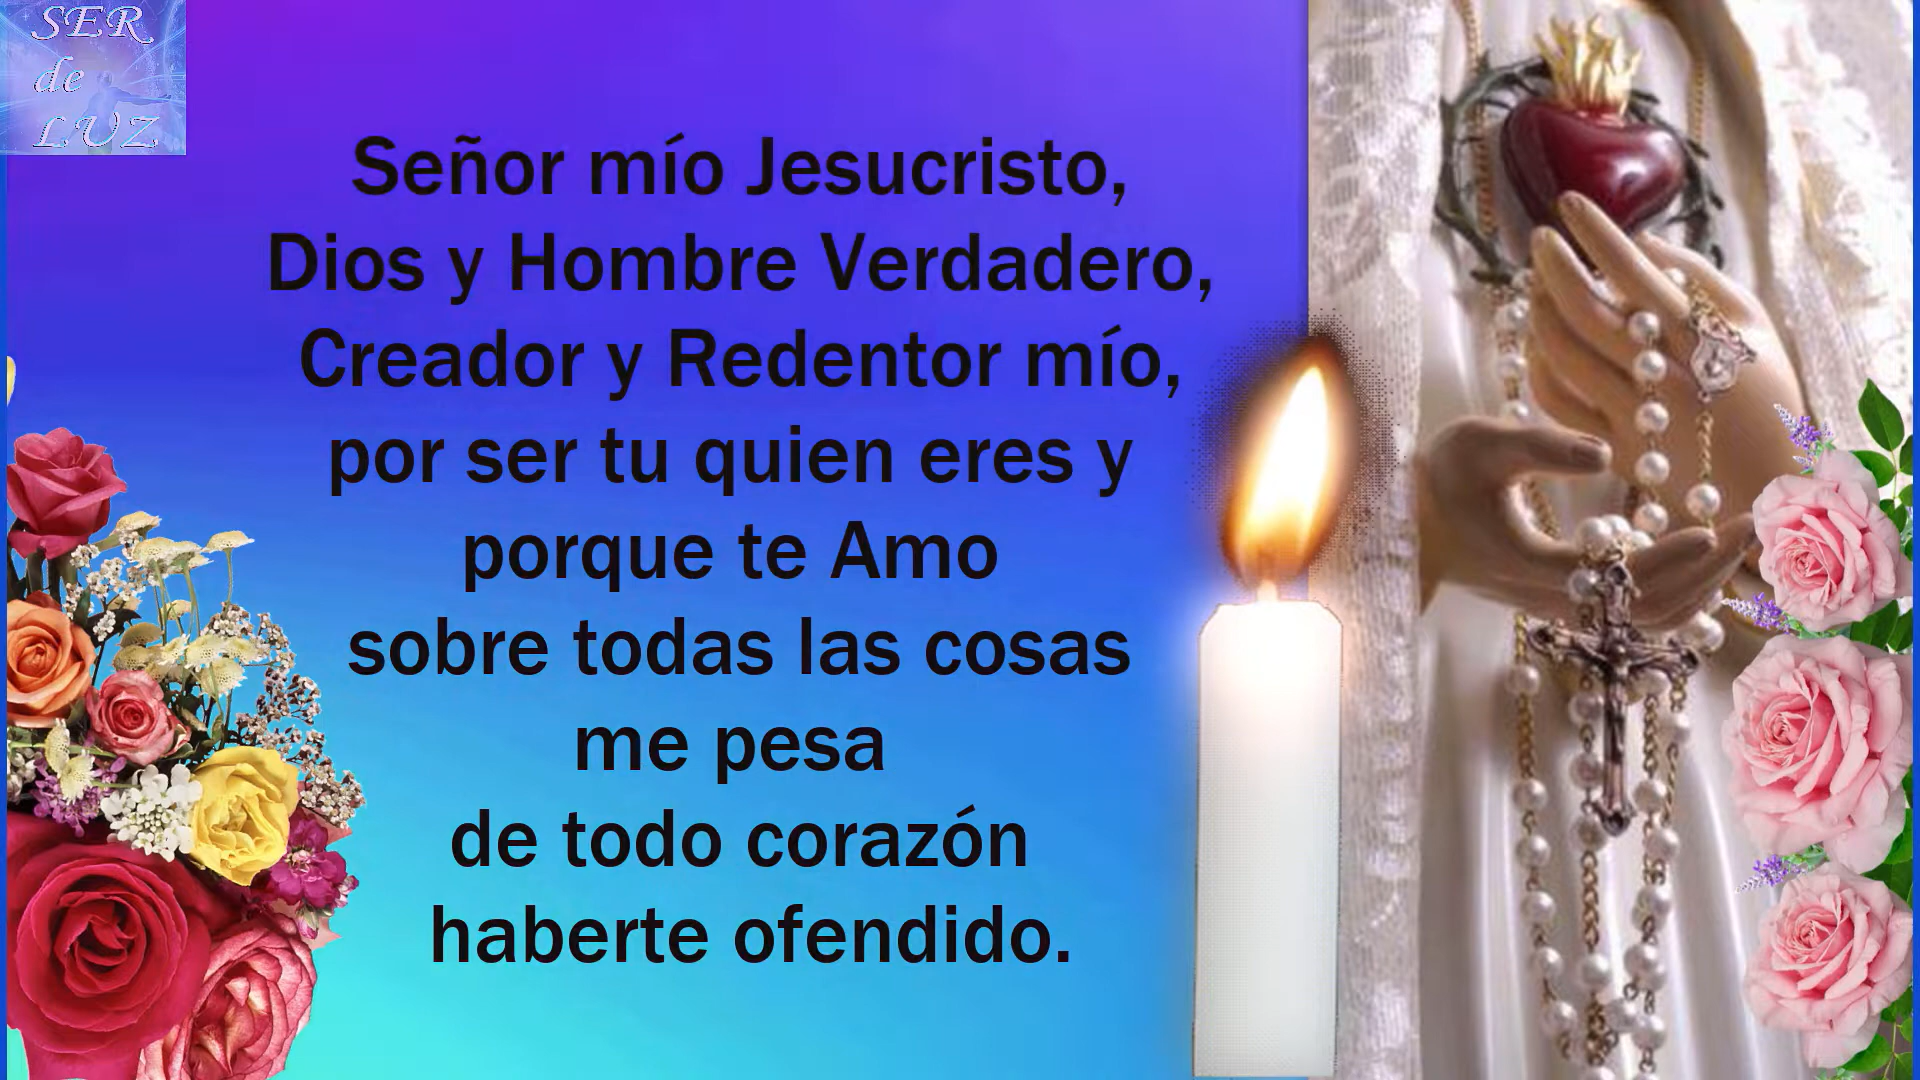 SER
de
LUZ
Señor mío Jesucristo,
Dios y Hombre Verdadero,
Creador y Redentor mío,
por ser tu quien eres y
porque te Amo
sobre todas las cosas
me pesa
de todo corazón
haberte ofendido.